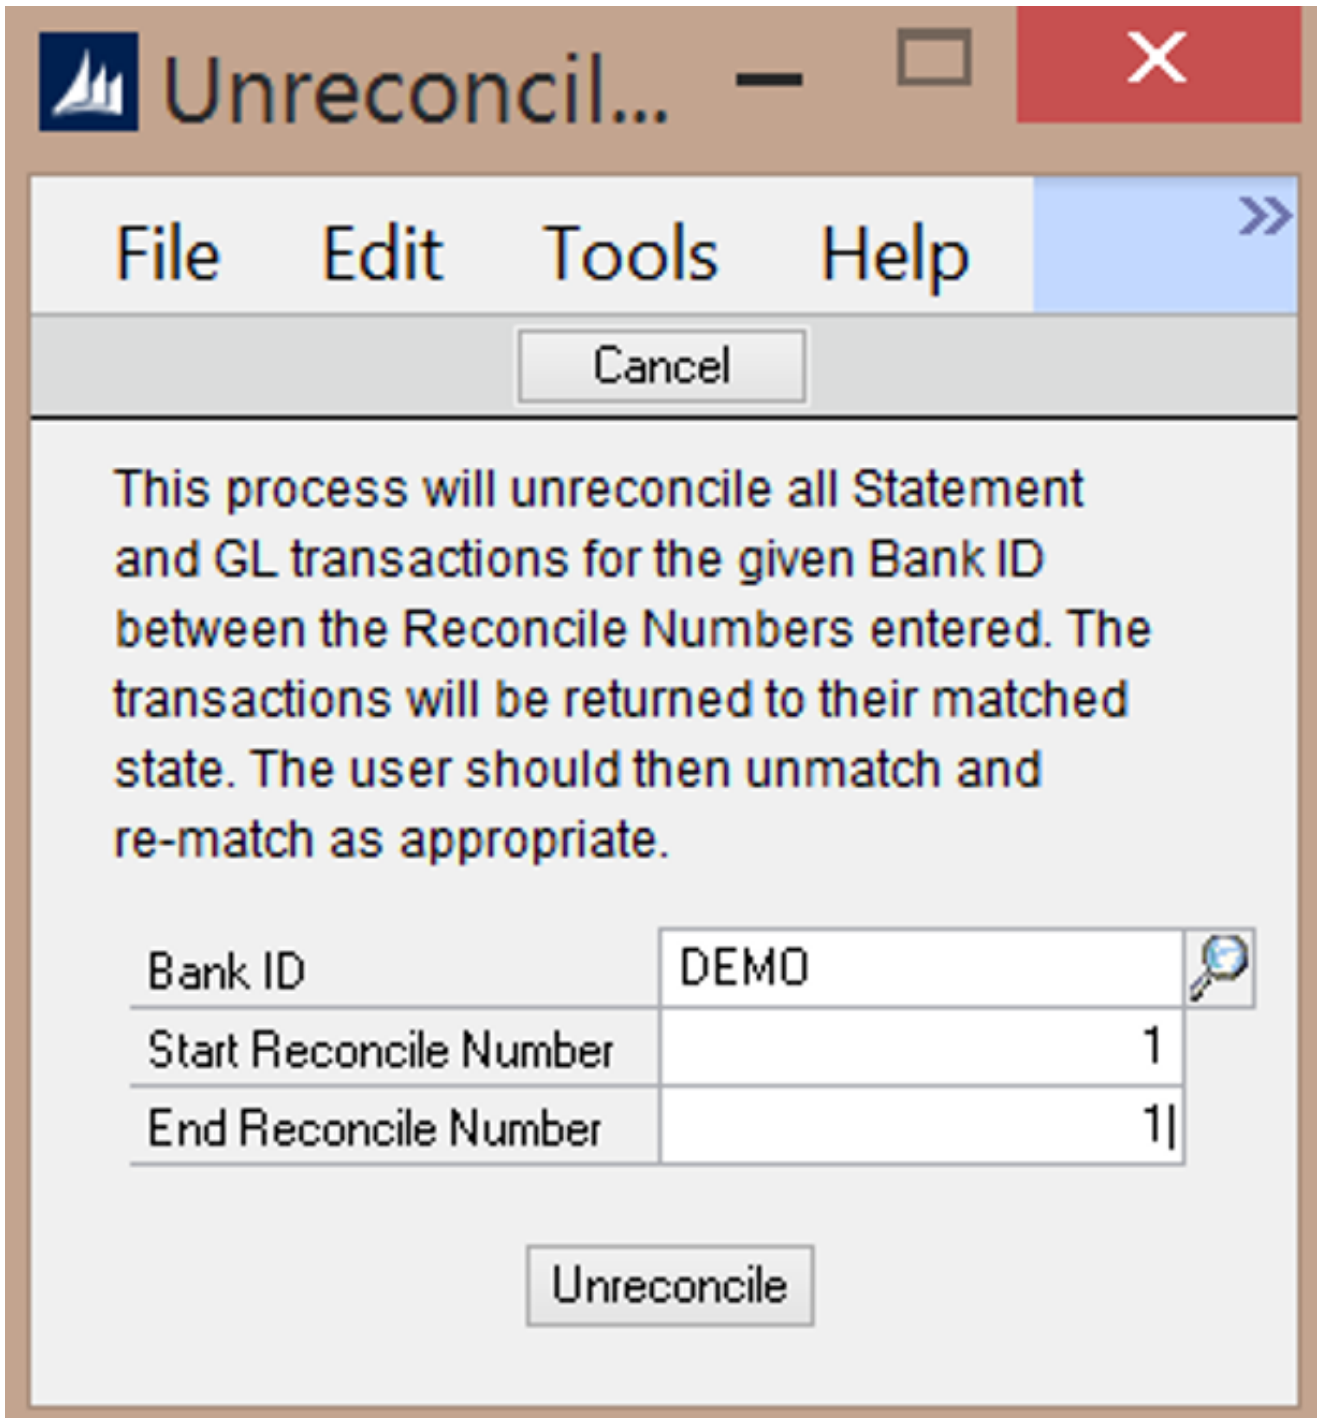 Unreconcil...
File Edit Tools Help
Cancel
This process will unreconcile all Statement
and GL transactions for the given Bank ID
between the Reconcile Numbers entered. The
transactions will be returned to their matched
state. The user should then unmatch and
re-match as appropriate.
Bank ID DEMO
Start Reconcile Number 1
End Reconcile Number 1
Unreconcile